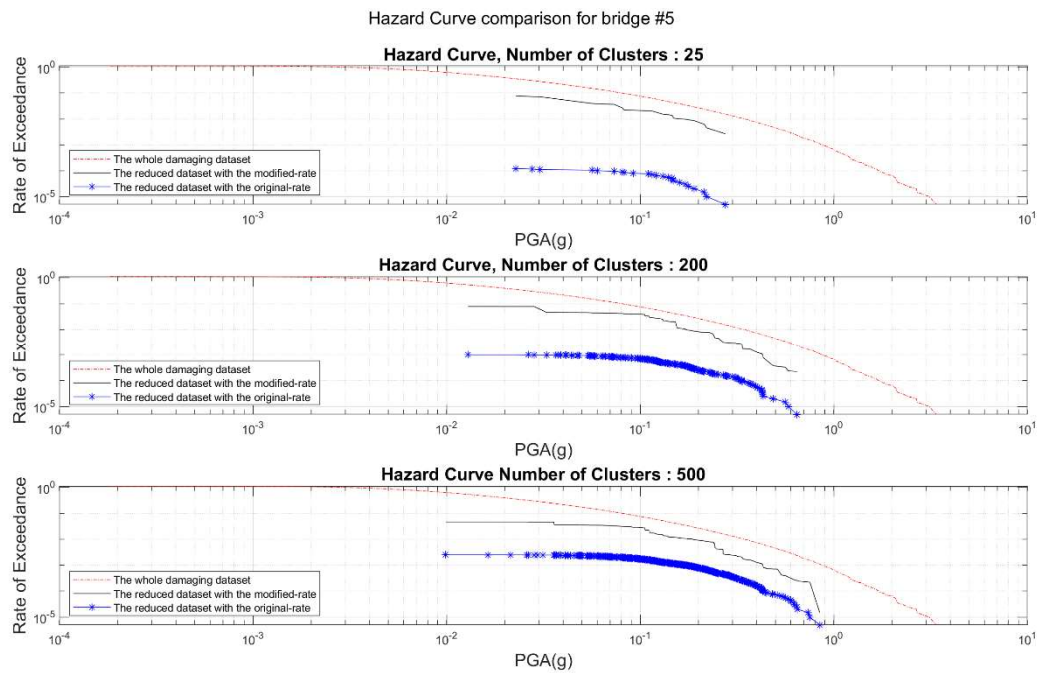 Hazard Curve comparison for bridge #5
Hazard Curve, Number of Clusters : 25
Rate of Exceedance
10^0
10^-5
The whole damaging dataset
The reduced dataset with the modified-rate
The reduced dataset with the original-rate
10^-4 10^-3 10^-2 10^-1 10^0 10^1
PGA(g)
Hazard Curve, Number of Clusters : 200
Rate of Exceedance
10^0
10^-5
The whole damaging dataset
The reduced dataset with the modified-rate
The reduced dataset with the original-rate
10^-4 10^-3 10^-2 10^-1 10^0 10^1
PGA(g)
Hazard Curve Number of Clusters : 500
Rate of Exceedance
10^0
10^-5
The whole damaging dataset
The reduced dataset with the modified-rate
The reduced dataset with the original-rate
10^-4 10^-3 10^-2 10^-1 10^0 10^1
PGA(g)